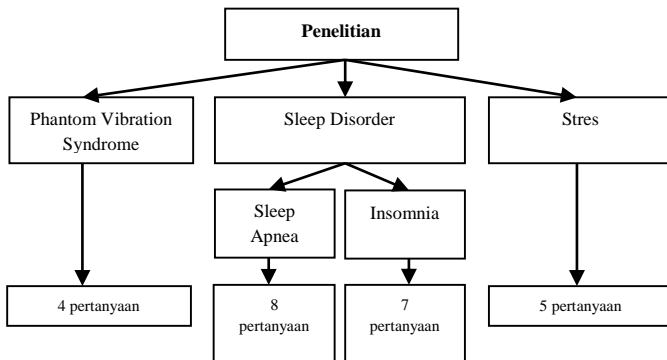 Penelitian
Phantom Vibration
Syndrome
Sleep Disorder
Stres
Sleep
Apnea
Insomnia
4 pertanyaan
8
pertanyaan
7
pertanyaan
5 pertanyaan